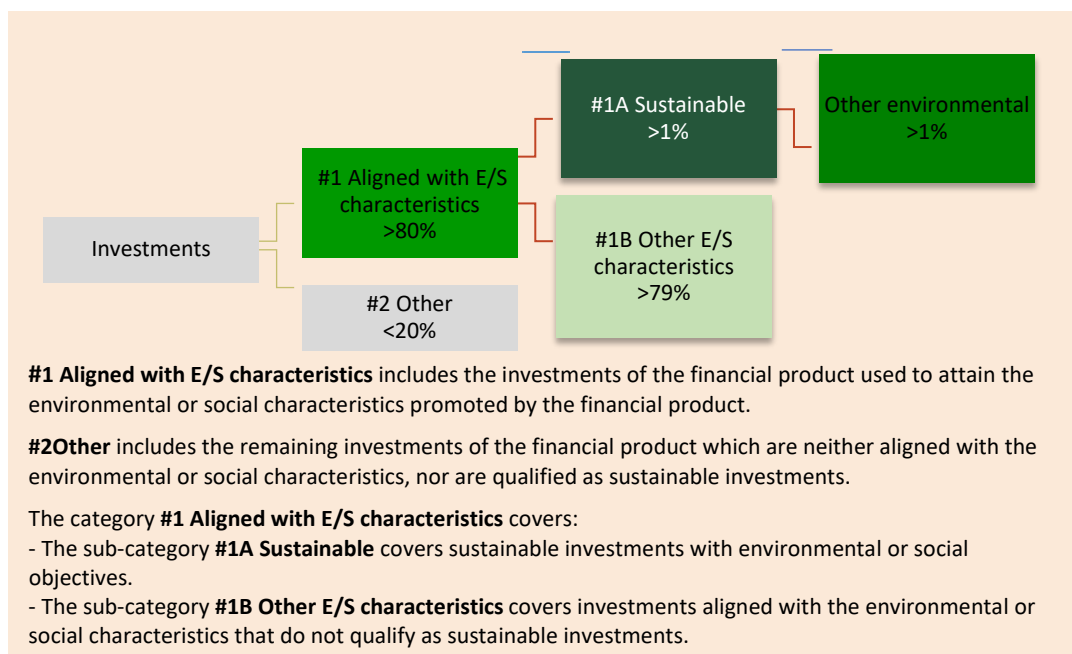 #1A Sustainable
>1%
Other environmental
>1%
#1 Aligned with E/S
characteristics
>80%
Investments
#1B Other E/S
characteristics
>79%
#2 Other
<20%
#1 Aligned with E/S characteristics includes the investments of the financial product used to attain the
environmental or social characteristics promoted by the financial product.
#2Other includes the remaining investments of the financial product which are neither aligned with the
environmental or social characteristics, nor are qualified as sustainable investments.
The category #1 Aligned with E/S characteristics covers:
- The sub-category #1A Sustainable covers sustainable investments with environmental or social
objectives.
- The sub-category #1B Other E/S characteristics covers investments aligned with the environmental or
social characteristics that do not qualify as sustainable investments.